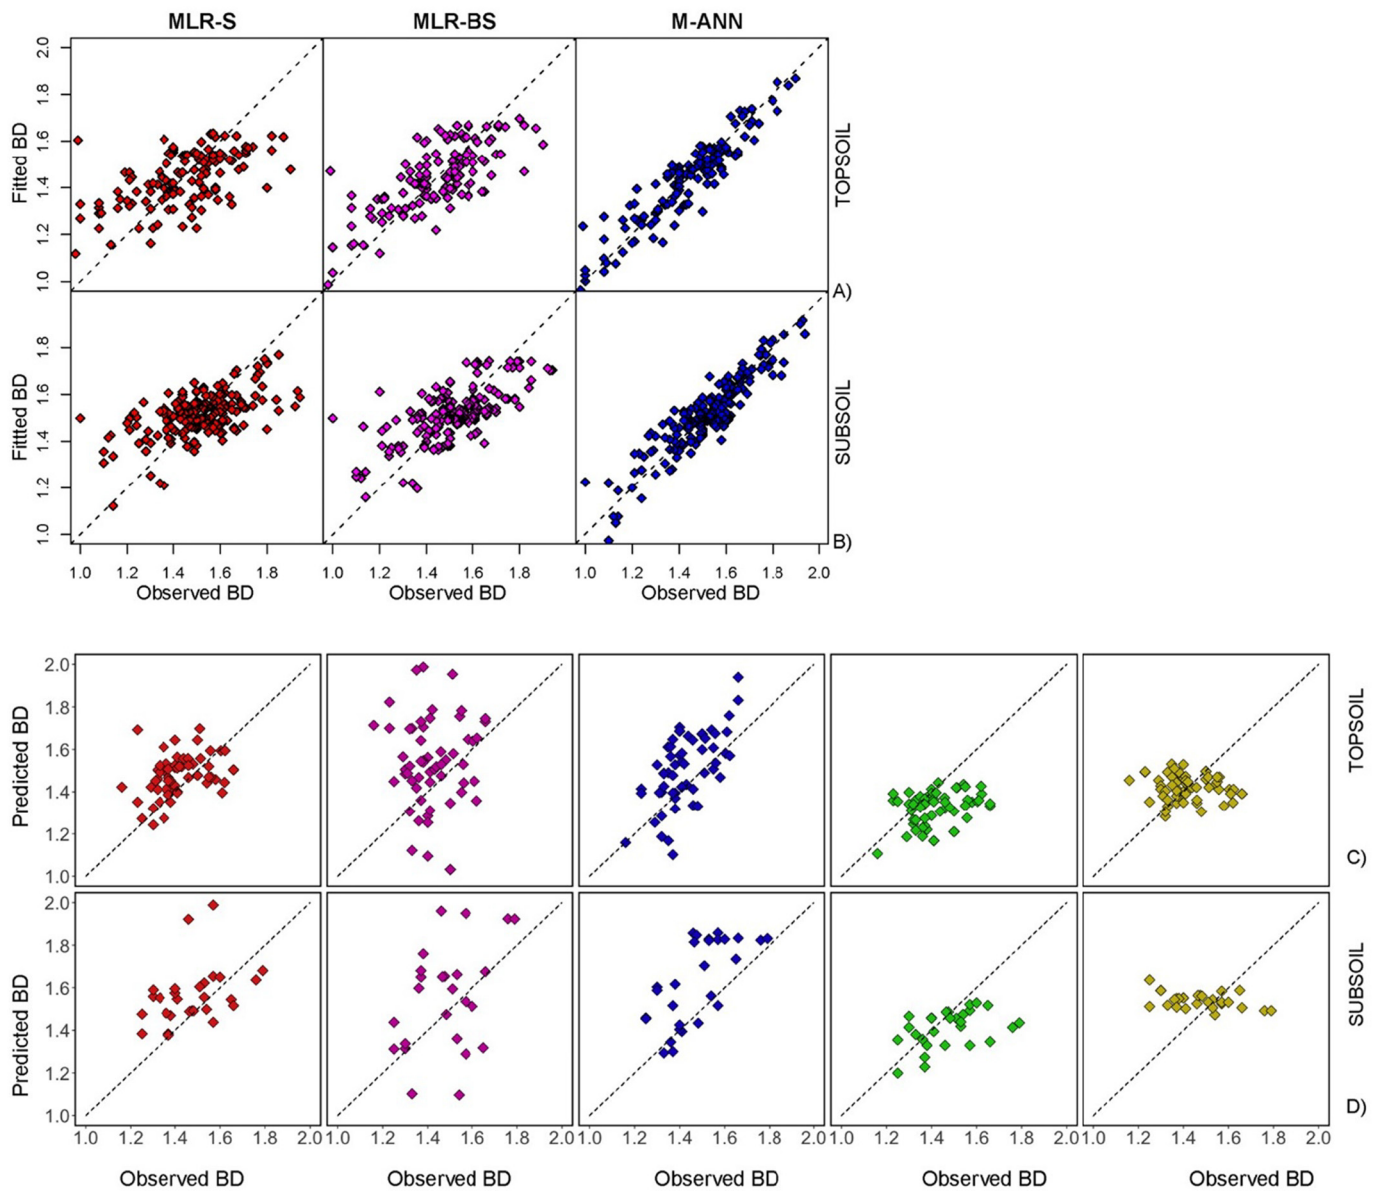 MLR-S MLR-BS M-ANN
2.0
1.8
1.6
1.4
1.2
1.0
Fitted BD
TOPSOIL
A)
1.8
1.6
1.4
1.2
1.0
Fitted BD
SUBSOIL
B)
1.0 1.2 1.4 1.6 1.8 1.0 1.2 1.4 1.6 1.8 1.0 1.2 1.4 1.6 1.8 2.0
Observed BD Observed BD Observed BD
2.0
1.8
1.6
1.4
1.2
1.0
Predicted BD
TOPSOIL
C)
2.0
1.8
1.6
1.4
1.2
1.0
Predicted BD
SUBSOIL
D)
1.0 1.2 1.4 1.6 1.8 2.0 1.0 1.2 1.4 1.6 1.8 2.0 1.0 1.2 1.4 1.6 1.8 2.0 1.0 1.2 1.4 1.6 1.8 2.0 1.0 1.2 1.4 1.6 1.8 2.0
Observed BD Observed BD Observed BD Observed BD Observed BD